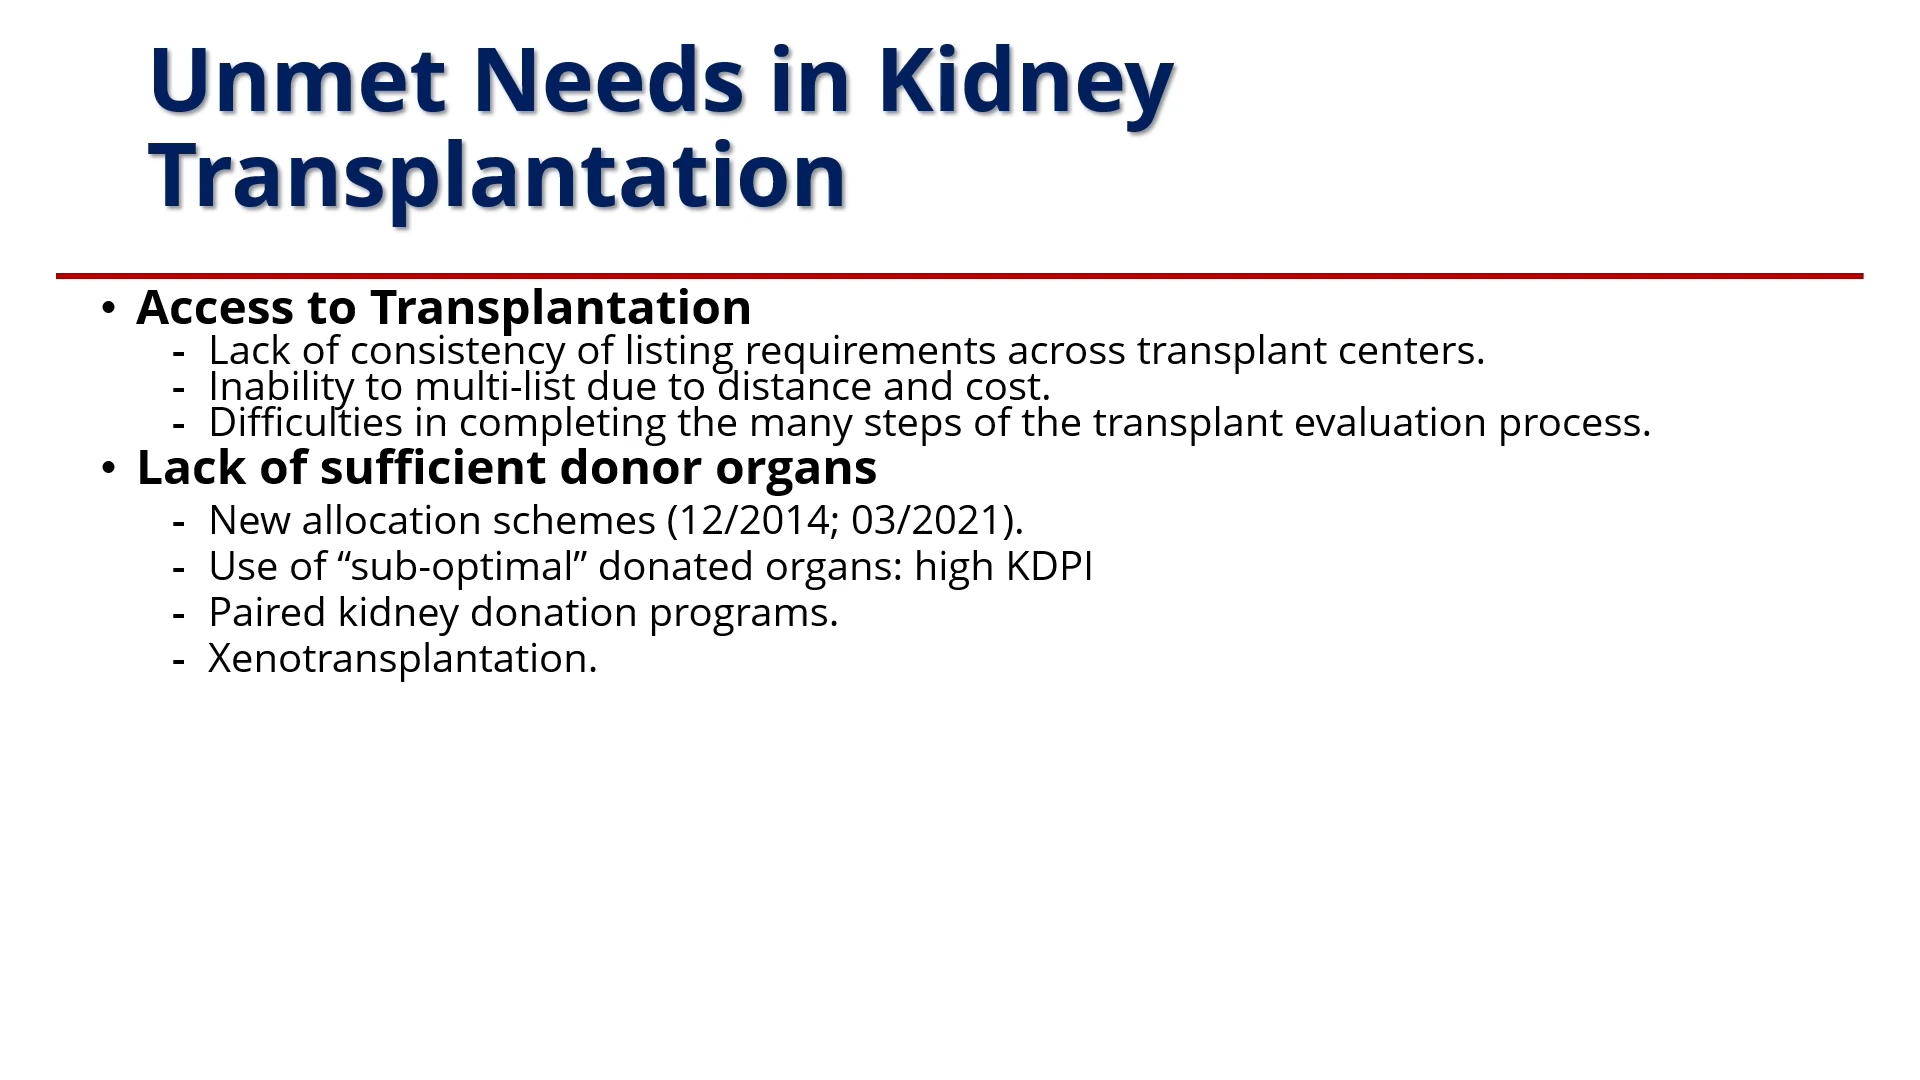 Unmet Needs in Kidney
Transplantation
• Access to Transplantation
- Lack of consistency of listing requirements across transplant centers.
- Inability to multi-list due to distance and cost.
- Difficulties in completing the many steps of the transplant evaluation process.
• Lack of sufficient donor organs
- New allocation schemes (12/2014; 03/2021).
- Use of “sub-optimal” donated organs: high KDPI
- Paired kidney donation programs.
- Xenotransplantation.